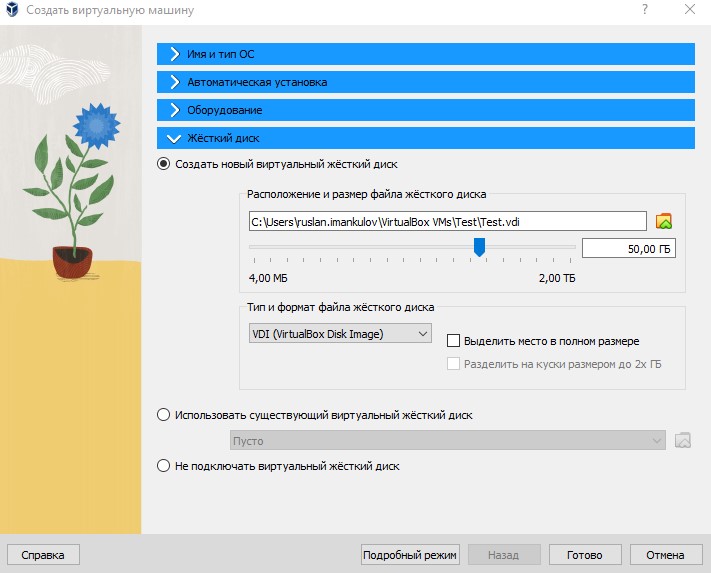 Создать виртуальную машину
?
Имя и тип ОС
Автоматическая установка
Оборудование
Жёсткий диск
Создать новый виртуальный жёсткий диск
Расположение и размер файла жёсткого диска
C:\Users\ruslan.imankulov\VirtualBox VMs\Test\Test.vdi
50,00 ГБ
4,00 МБ 2,00 ТБ
Тип и формат файла жёсткого диска
VDI (VirtualBox Disk Image)
Выделить место в полном размере
Разделить на куски размером до 2х ГБ
Использовать существующий виртуальный жёсткий диск
Пусто
Не подключать виртуальный жёсткий диск
Справка Подробный режим Назад Готово Отмена